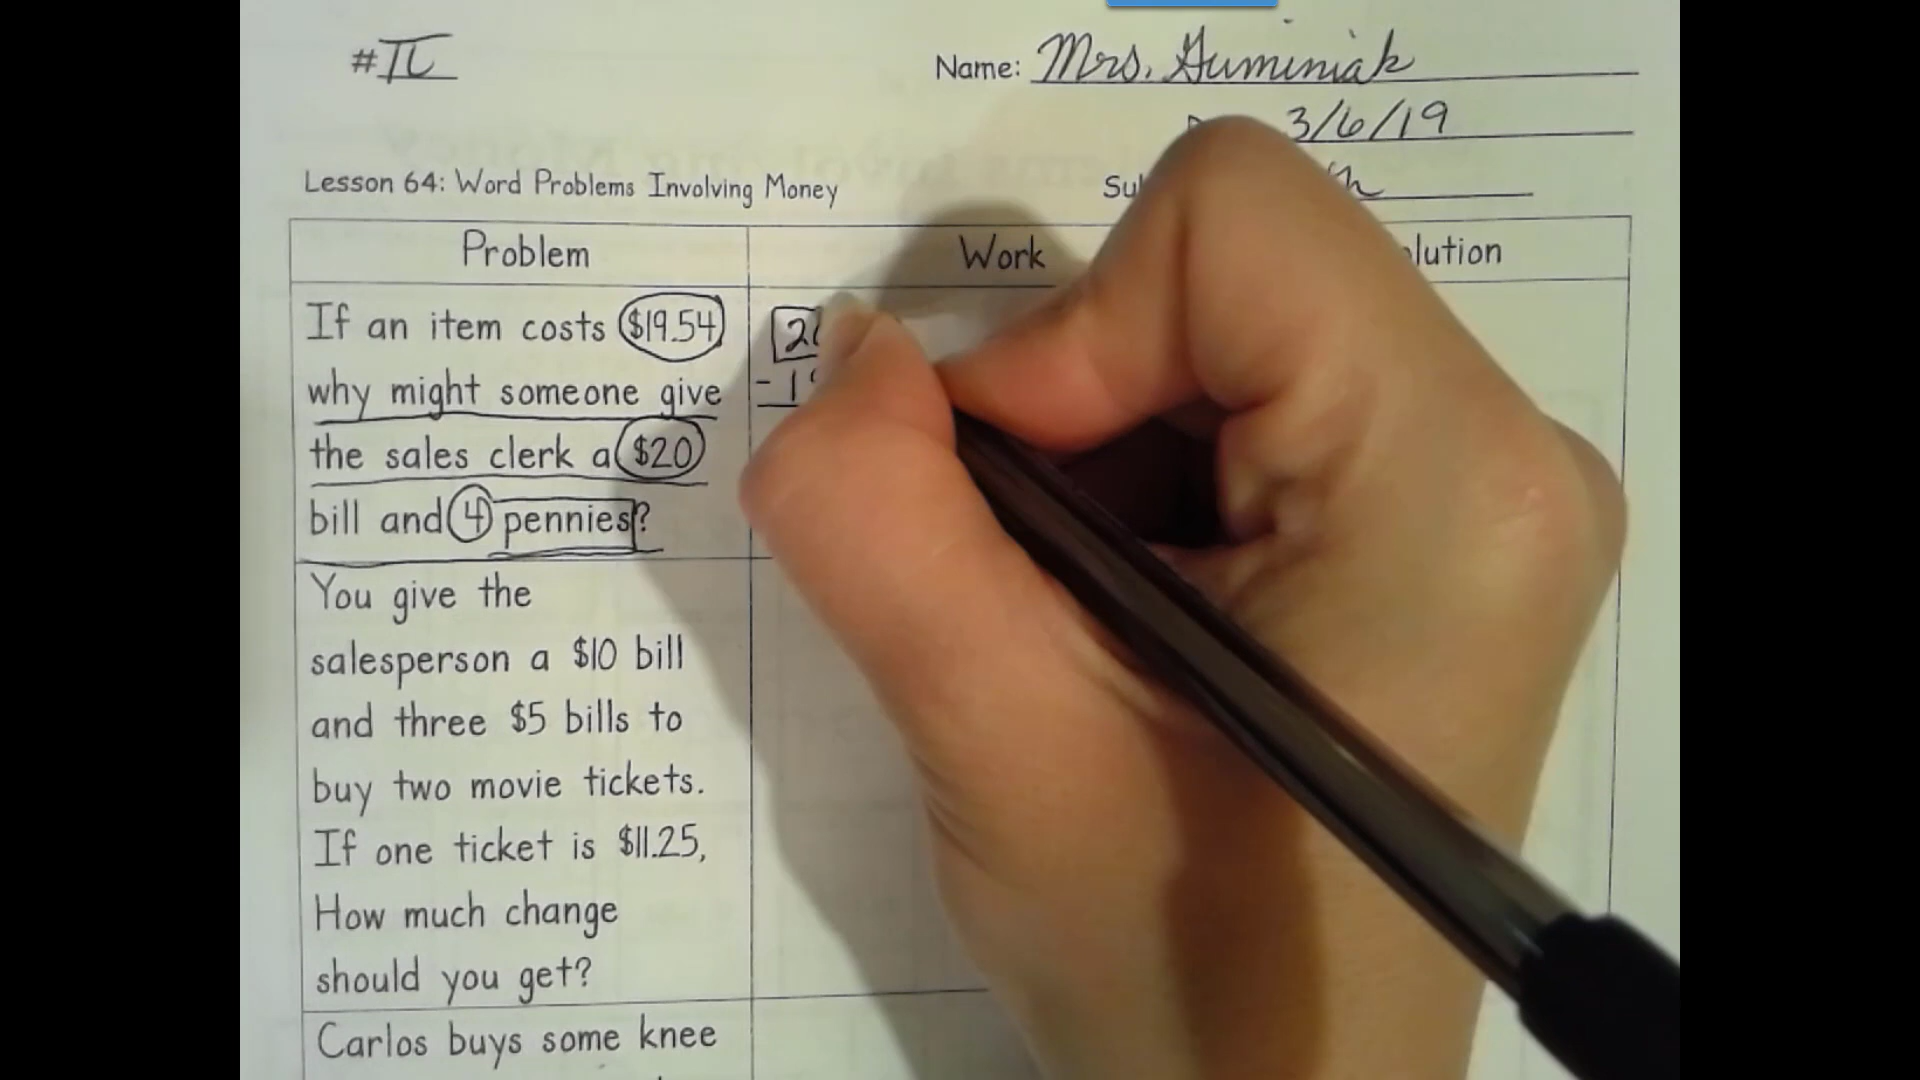 #π
Name: Mrs. Guminiak
3/6/19
Lesson 64: Word Problems Involving Money
Problem
Work
If an item costs $19.54
why might someone give
the sales clerk a $20
bill and 4 pennies?
You give the
salesperson a $10 bill
and three $5 bills to
buy two movie tickets.
If one ticket is $11.25,
How much change
should you get?
Carlos buys some knee